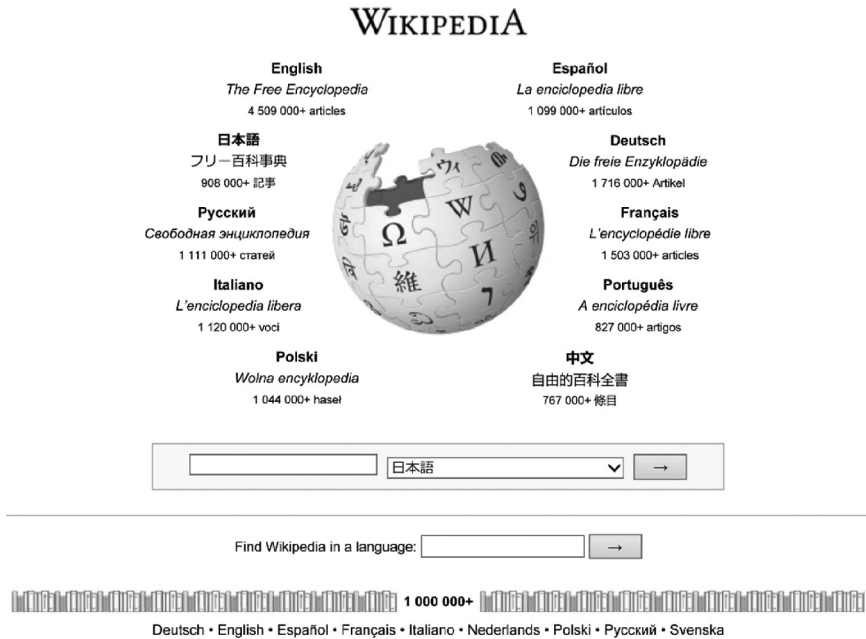 WIKIPEDIA
English
The Free Encyclopedia
4 509 000+ articles
Español
La enciclopedia libre
1 099 000+ artículos
日本語
フリー百科事典
908 000+ 記事
Deutsch
Die freie Enzyklopädie
1 716 000+ Artikel
Русский
Свободная энциклопедия
1 111 000+ статей
Français
L'encyclopédie libre
1 503 000+ articles
Italiano
L'enciclopedia libera
1 120 000+ voci
Português
A enciclopédia livre
827 000+ artigos
Polski
Wolna encyklopedia
1 044 000+ haseł
中文
自由的百科全書
767 000+ 條目
Ω W И 維 ウィ 7
日本語 →
Find Wikipedia in a language: →
1 000 000+
Deutsch • English • Español • Français • Italiano • Nederlands • Polski • Русский • Svenska